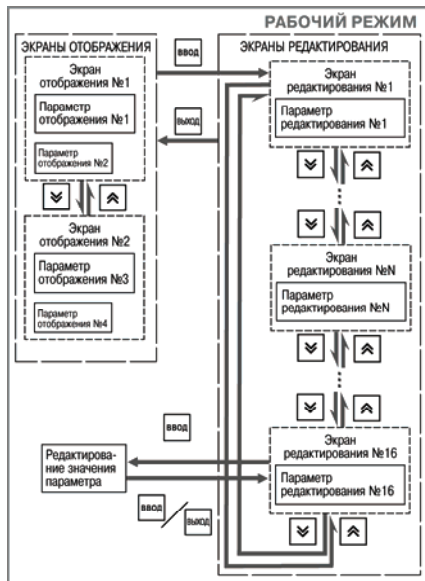 РАБОЧИЙ РЕЖИМ
ЭКРАНЫ ОТОБРАЖЕНИЯ
Экран
отображения №1
Параметр
отображения №1
Параметр
отображения №2
Экран
отображения №2
Параметр
отображения №3
Параметр
отображения №4
ВВОД
ВЫХОД
ЭКРАНЫ РЕДАКТИРОВАНИЯ
Экран
редактирования №1
Параметр
редактирования №1
Экран
редактирования №N
Параметр
редактирования №N
Экран
редактирования №16
Параметр
редактирования №16
ВВОД
Редактирова-
ние значения
параметра
ВВОД
ВЫХОД